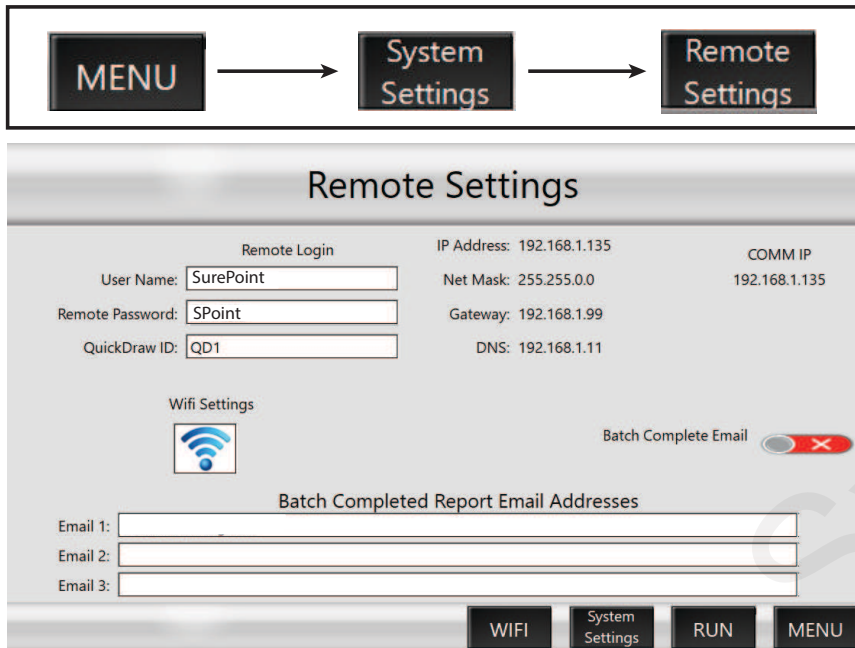 MENU
System
Settings
Remote
Settings
Remote Settings
Remote Login
User Name: SurePoint
Remote Password: SPoint
QuickDraw ID: QD1
IP Address: 192.168.1.135
Net Mask: 255.255.0.0
Gateway: 192.168.1.99
DNS: 192.168.1.11
COMM IP
192.168.1.135
Wifi Settings
Batch Complete Email
Batch Completed Report Email Addresses
Email 1:
Email 2:
Email 3:
WIFI
System
Settings
RUN
MENU